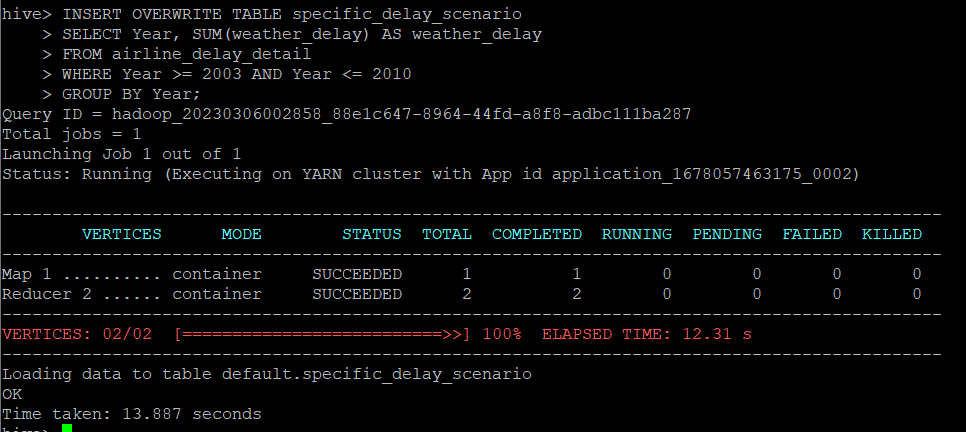 hive> INSERT OVERWRITE TABLE specific_delay_scenario
    > SELECT Year, SUM(weather_delay) AS weather_delay
    > FROM airline_delay_detail
    > WHERE Year >= 2003 AND Year <= 2010
    > GROUP BY Year;
Query ID = hadoop_20230306002858_88e1c647-8964-44fd-a8f8-adbc111ba287
Total jobs = 1
Launching Job 1 out of 1
Status: Running (Executing on YARN cluster with App id application_1678057463175_0002)

----------------------------------------------------------------------------------------------
        VERTICES      MODE        STATUS  TOTAL  COMPLETED  RUNNING  PENDING  FAILED  KILLED
----------------------------------------------------------------------------------------------
Map 1 .......... container     SUCCEEDED      1          1        0        0       0       0
Reducer 2 ...... container     SUCCEEDED      2          2        0        0       0       0
----------------------------------------------------------------------------------------------
VERTICES: 02/02  [==========================>>] 100%  ELAPSED TIME: 12.31 s
----------------------------------------------------------------------------------------------
Loading data to table default.specific_delay_scenario
OK
Time taken: 13.887 seconds
hive>